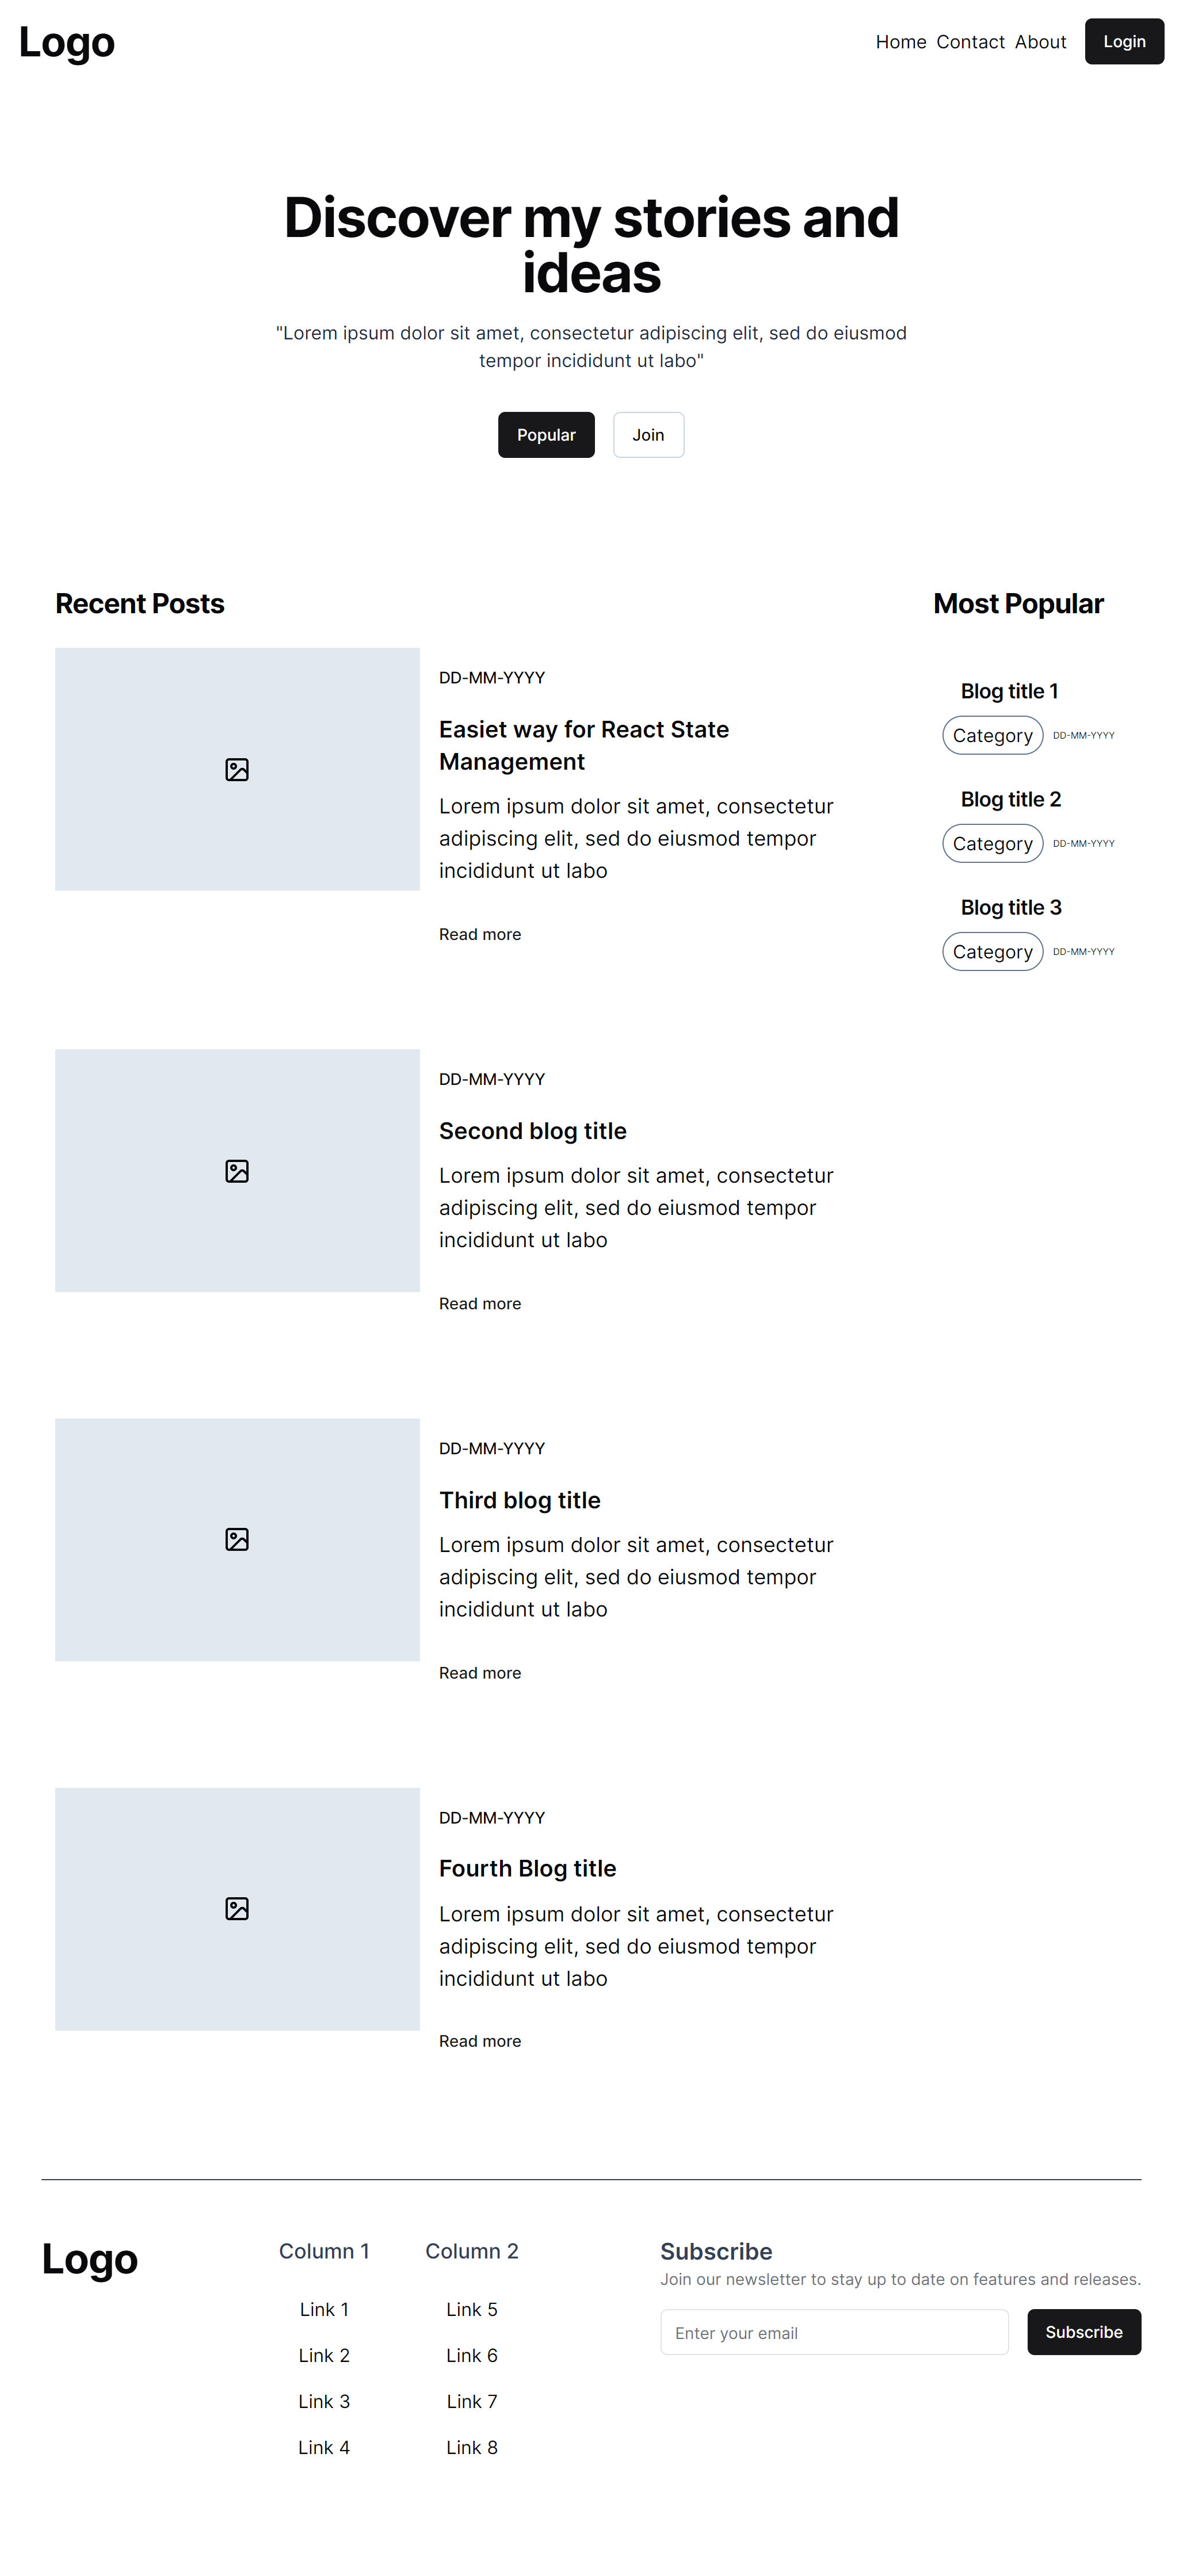 Logo
Home Contact About Login
Discover my stories and
ideas
"Lorem ipsum dolor sit amet, consectetur adipiscing elit, sed do eiusmod
tempor incididunt ut labo"
Popular Join
Recent Posts
DD-MM-YYYY
Easiet way for React State
Management
Lorem ipsum dolor sit amet, consectetur
adipiscing elit, sed do eiusmod tempor
incididunt ut labo
Read more
DD-MM-YYYY
Second blog title
Lorem ipsum dolor sit amet, consectetur
adipiscing elit, sed do eiusmod tempor
incididunt ut labo
Read more
DD-MM-YYYY
Third blog title
Lorem ipsum dolor sit amet, consectetur
adipiscing elit, sed do eiusmod tempor
incididunt ut labo
Read more
DD-MM-YYYY
Fourth Blog title
Lorem ipsum dolor sit amet, consectetur
adipiscing elit, sed do eiusmod tempor
incididunt ut labo
Read more
Most Popular
Blog title 1
Category DD-MM-YYYY
Blog title 2
Category DD-MM-YYYY
Blog title 3
Category DD-MM-YYYY
Logo
Column 1
Link 1
Link 2
Link 3
Link 4
Column 2
Link 5
Link 6
Link 7
Link 8
Subscribe
Join our newsletter to stay up to date on features and releases.
Enter your email Subscribe